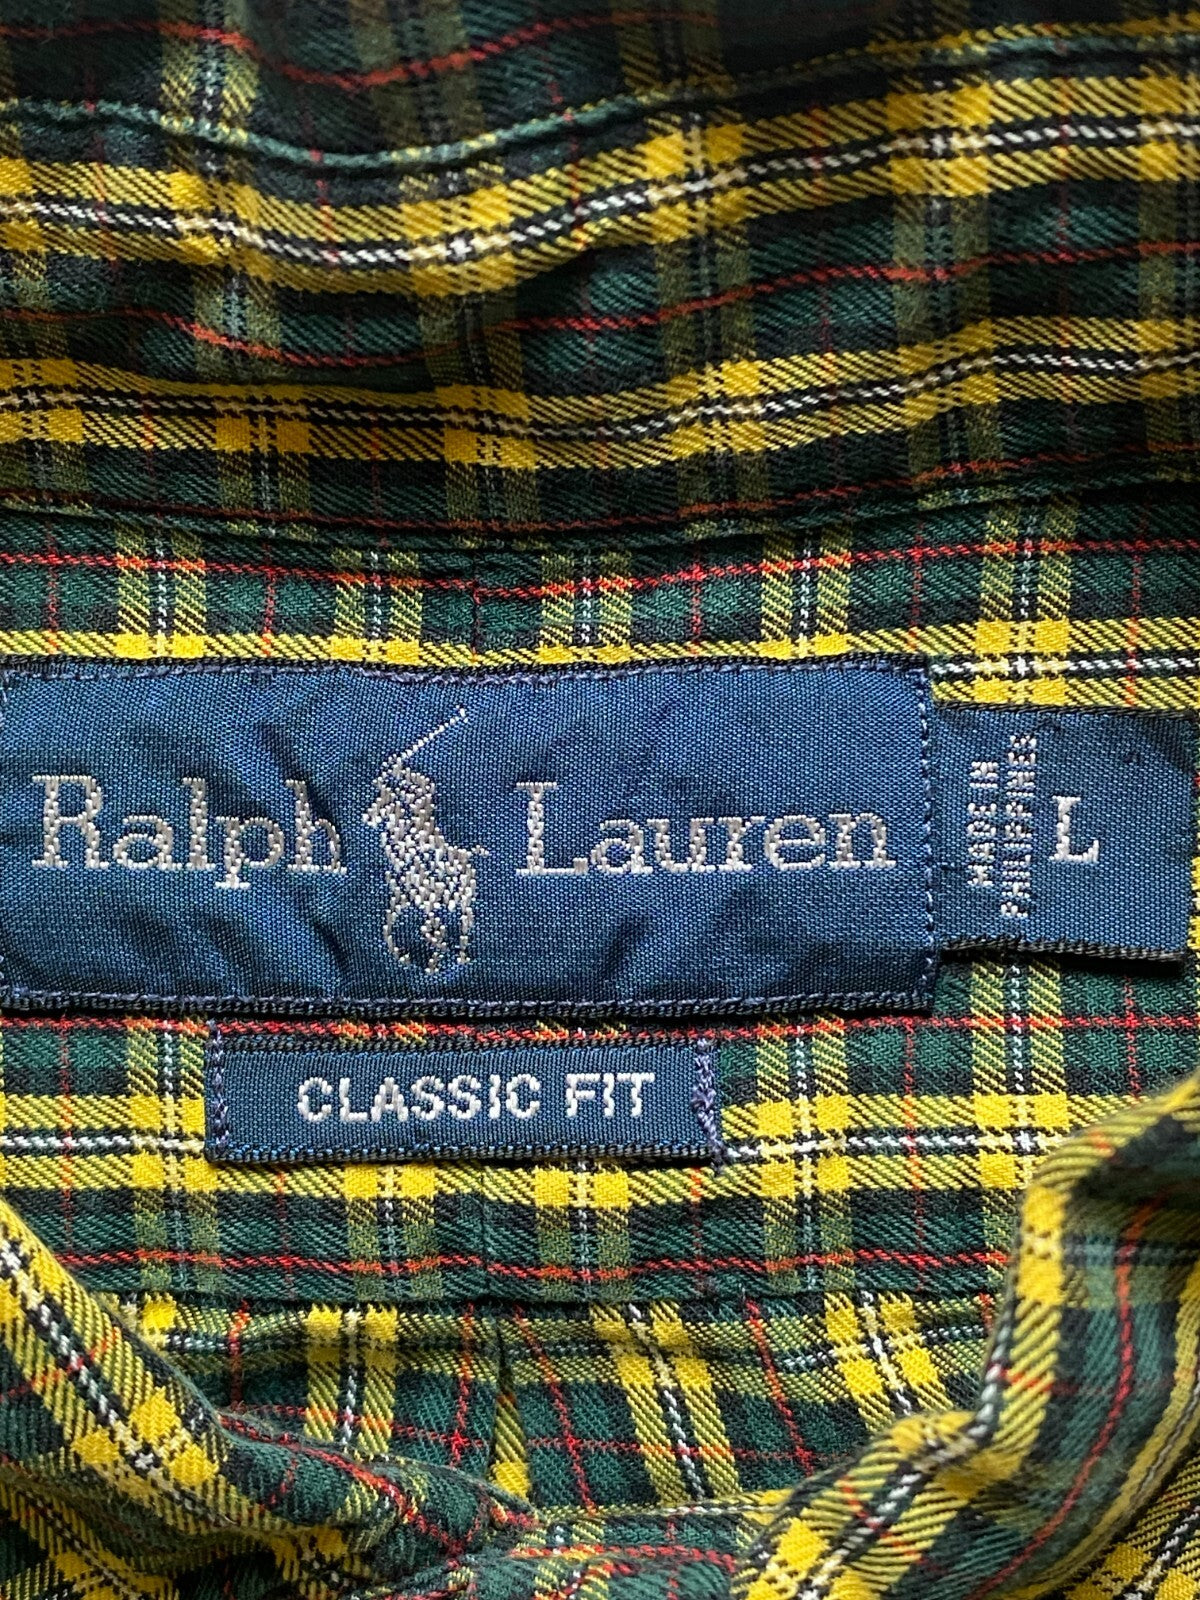 Ralph Lauren
MADE IN
PHILIPPINES
L
CLASSIC FIT